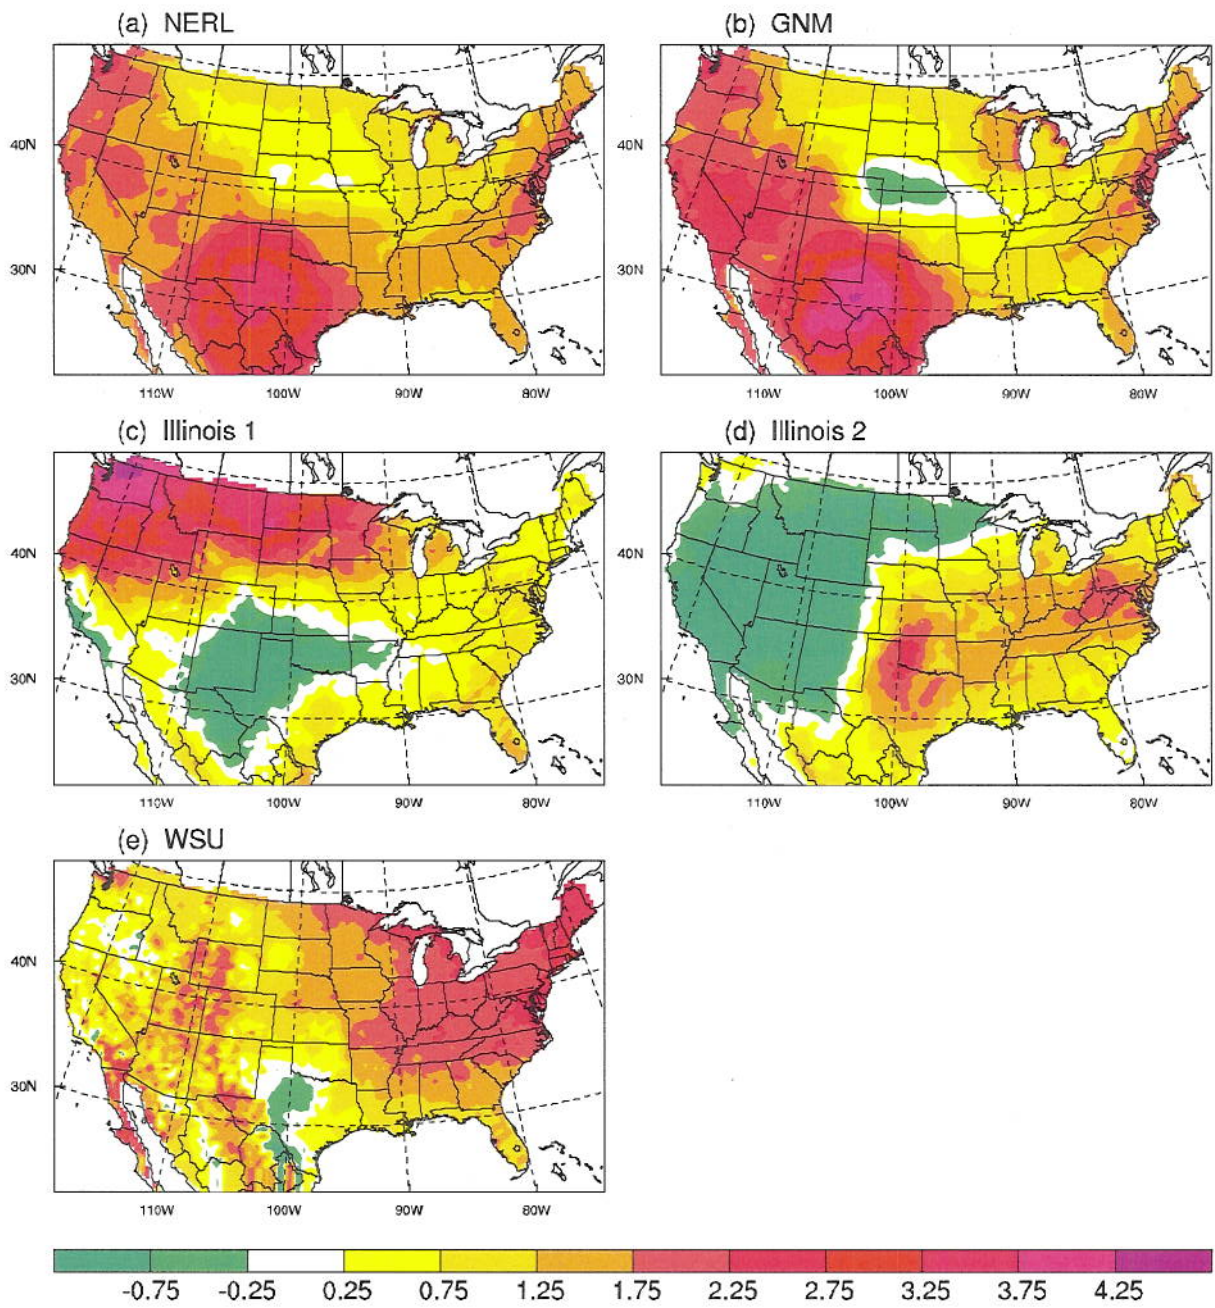 (a) NERL
(b) GNM
40N
30N
110W 100W 90W 80W
40N
30N
110W 100W 90W 80W
(c) Illinois 1
(d) Illinois 2
40N
30N
110W 100W 90W 80W
40N
30N
110W 100W 90W 80W
(e) WSU
40N
30N
110W 100W 90W 80W
-0.75 -0.25 0.25 0.75 1.25 1.75 2.25 2.75 3.25 3.75 4.25